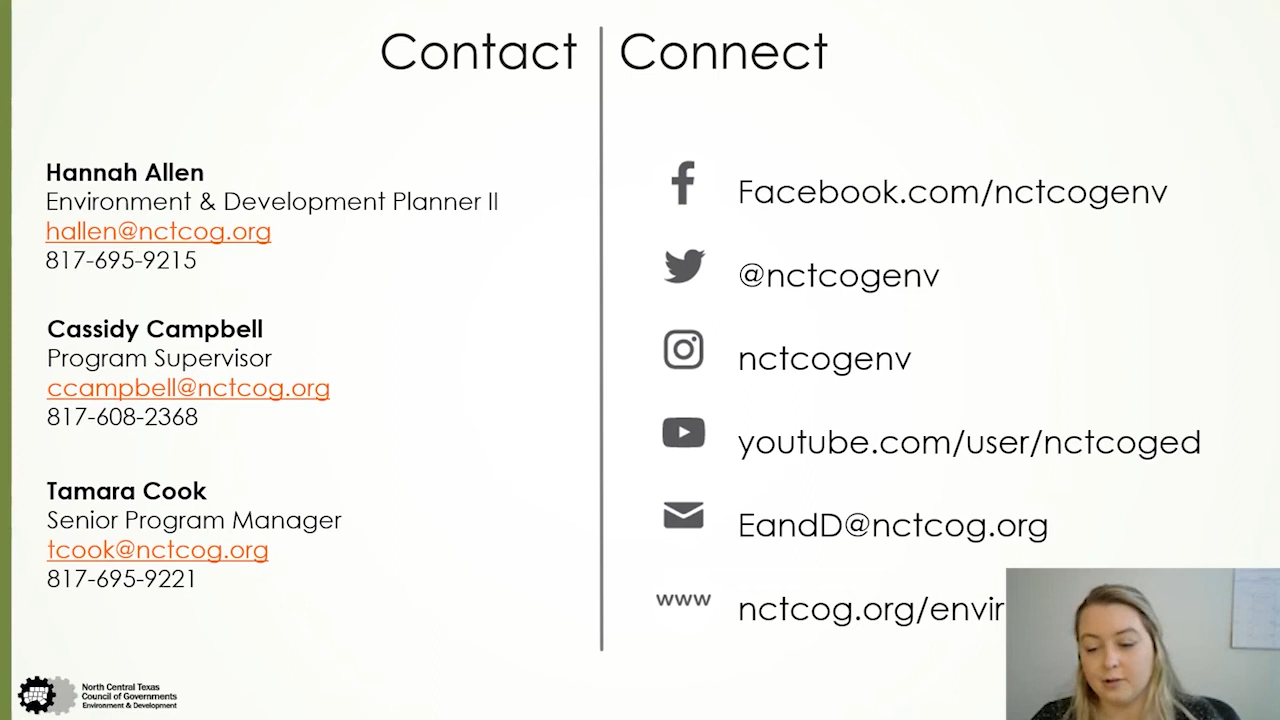 Contact
Connect
Hannah Allen
Environment & Development Planner II
hallen@nctcog.org
817-695-9215
Cassidy Campbell
Program Supervisor
ccampbell@nctcog.org
817-608-2368
Tamara Cook
Senior Program Manager
tcook@nctcog.org
817-695-9221
Facebook.com/nctcogenv
@nctcogenv
nctcogenv
youtube.com/user/nctcoged
EandD@nctcog.org
www nctcog.org/envir
North Central Texas
Council of Governments
Environment & Development